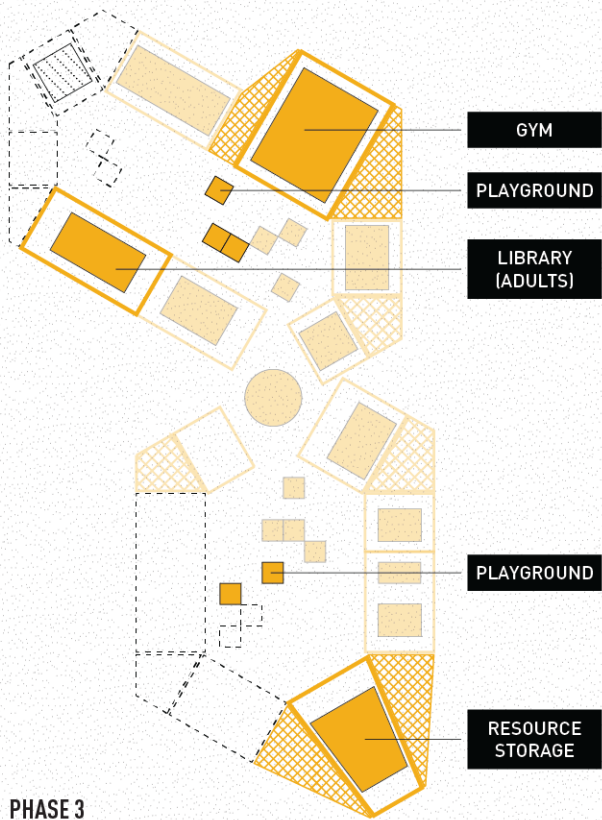 GYM
PLAYGROUND
LIBRARY
(ADULTS)
PLAYGROUND
RESOURCE
STORAGE
PHASE 3